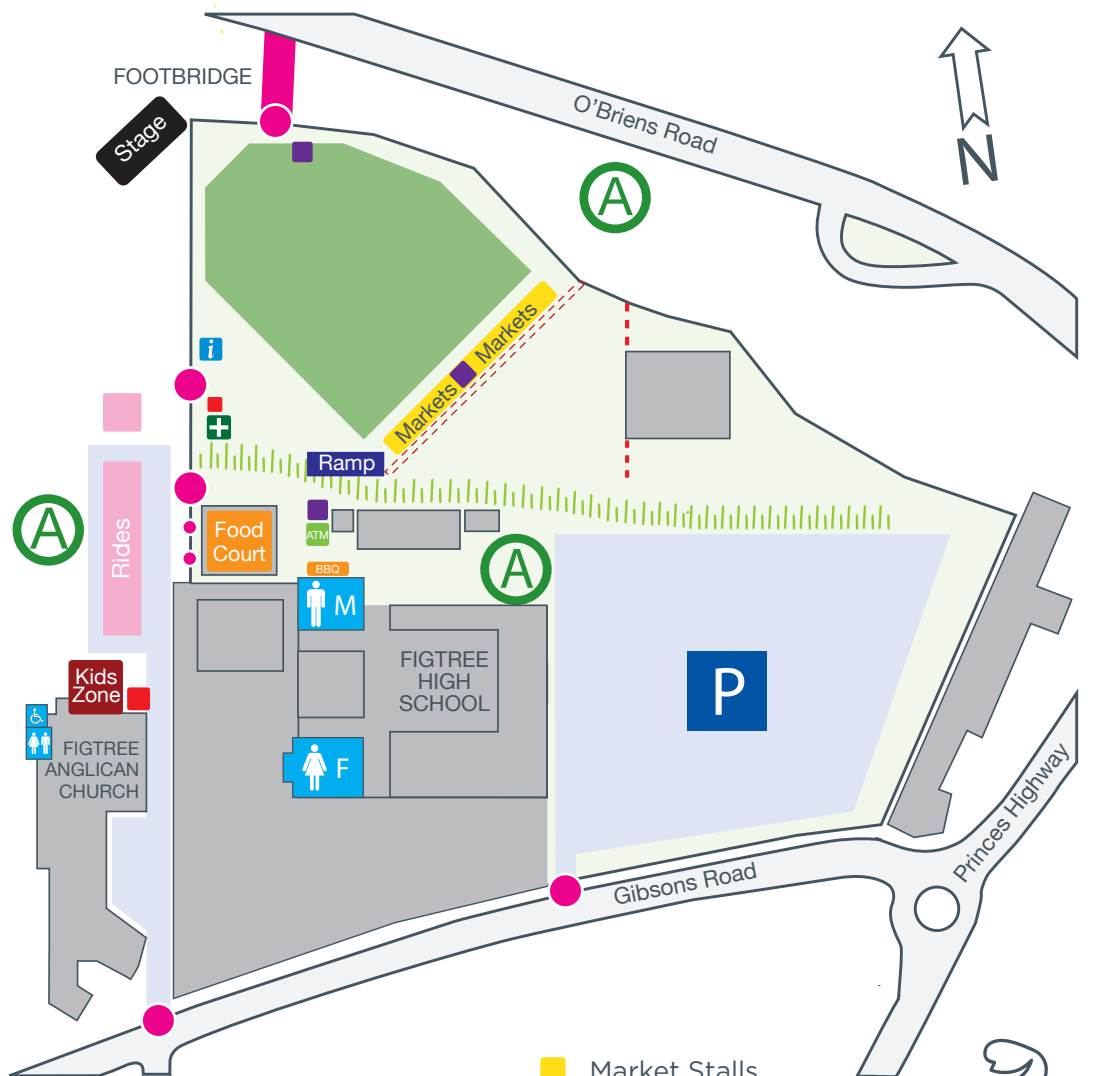 FOOTBRIDGE
Stage
O'Briens Road
A
N
i
Markets
Markets
Ramp
Rides
A
Food
Court
ATM
BBQ
A
M
FIGTREE
HIGH
SCHOOL
P
Kids
Zone
FIGTREE
ANGLICAN
CHURCH
F
Princes Highway
Gibsons Road
Market Stalls